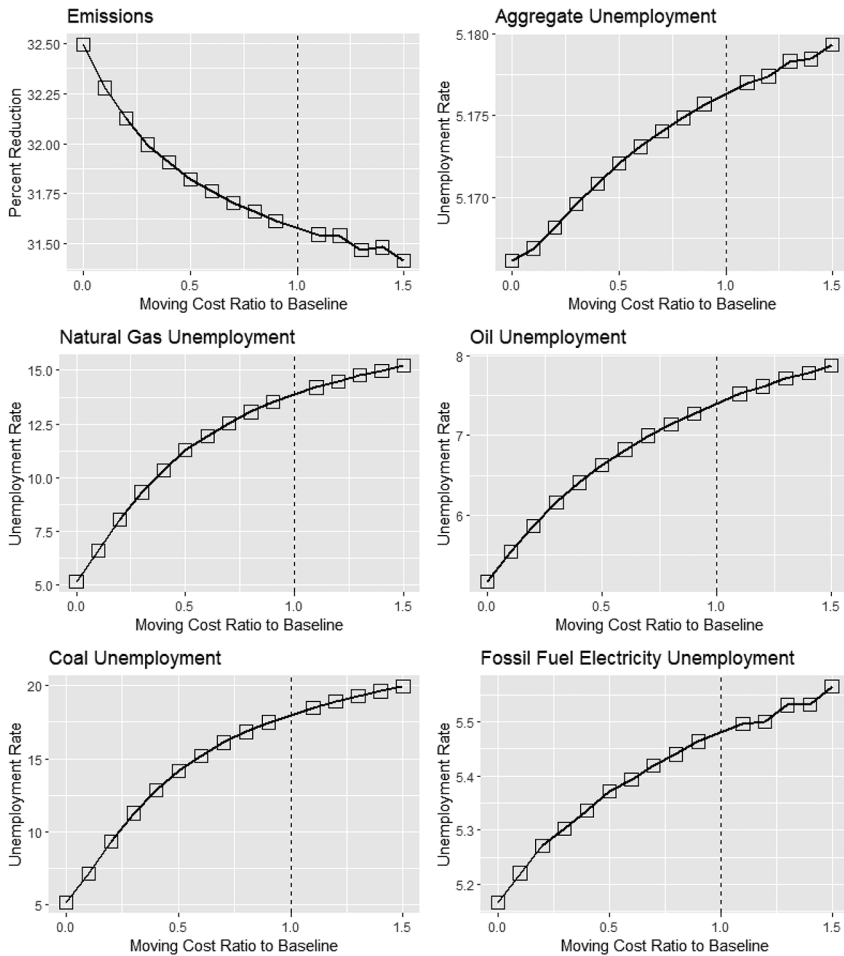 Emissions
Percent Reduction
32.50
32.25
32.00
31.75
31.50
0.0 0.5 1.0 1.5
Moving Cost Ratio to Baseline
Aggregate Unemployment
Unemployment Rate
5.180
5.175
5.170
0.0 0.5 1.0 1.5
Moving Cost Ratio to Baseline
Natural Gas Unemployment
Unemployment Rate
15.0
12.5
10.0
7.5
5.0
0.0 0.5 1.0 1.5
Moving Cost Ratio to Baseline
Oil Unemployment
Unemployment Rate
8
7
6
0.0 0.5 1.0 1.5
Moving Cost Ratio to Baseline
Coal Unemployment
Unemployment Rate
20
15
10
5
0.0 0.5 1.0 1.5
Moving Cost Ratio to Baseline
Fossil Fuel Electricity Unemployment
Unemployment Rate
5.5
5.4
5.3
5.2
0.0 0.5 1.0 1.5
Moving Cost Ratio to Baseline